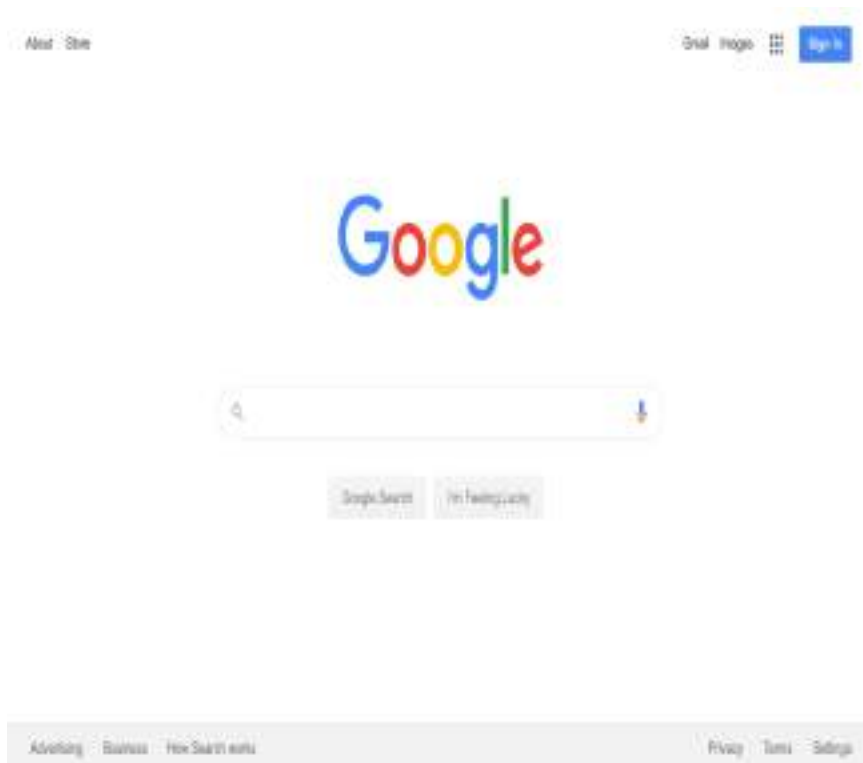 About Store Gmail Images Sign in
Google
Google Search I'm Feeling Lucky
Advertising Business How Search works Privacy Terms Settings